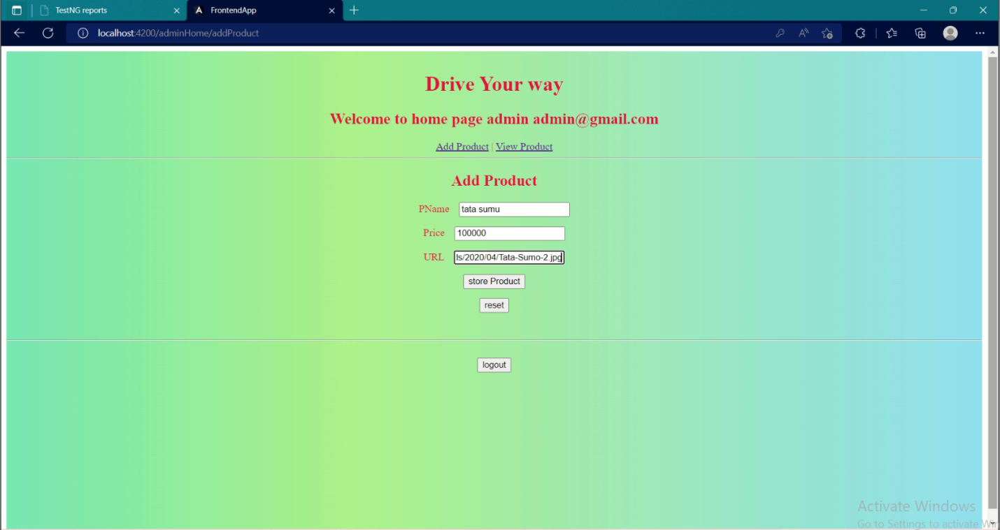 TestNG reports
FrontendApp
localhost:4200/adminHome/addProduct
Drive Your way
Welcome to home page admin admin@gmail.com
Add Product | View Product
Add Product
PName tata sumu
Price 100000
URL ls/2020/04/Tata-Sumo-2.jpg
store Product
reset
logout
Activate Windows
Go to Settings to activate Win